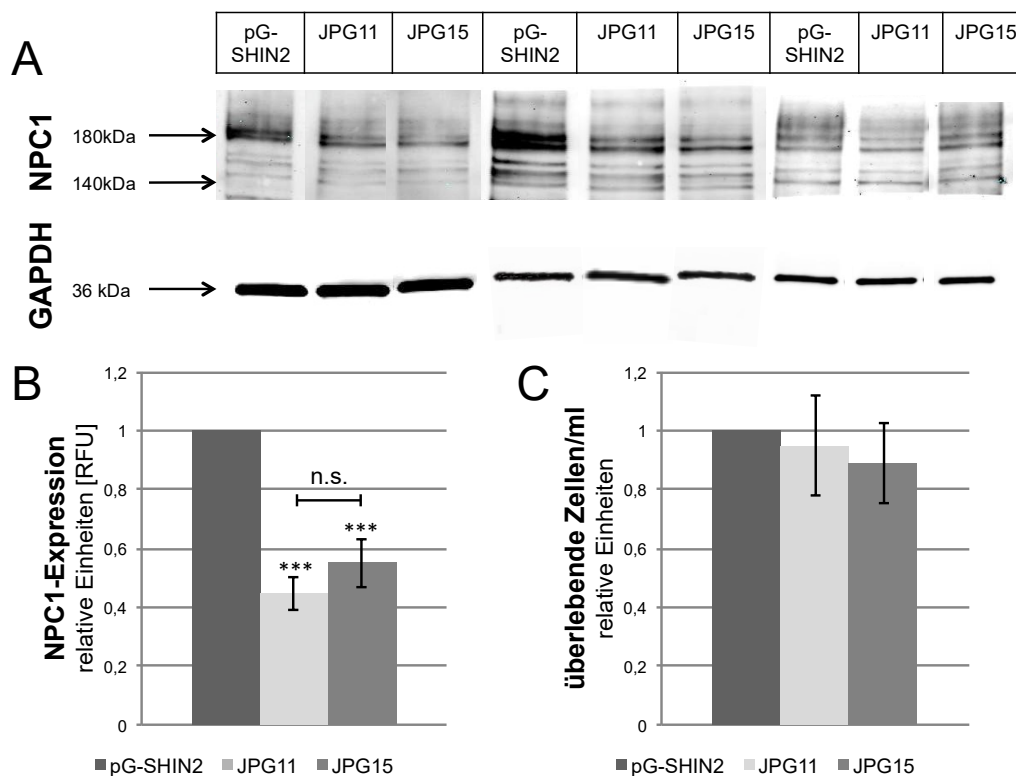 A
pG-
SHIN2
JPG11
JPG15
pG-
SHIN2
JPG11
JPG15
pG-
SHIN2
JPG11
JPG15
NPC1
180kDa
140kDa
GAPDH
36 kDa
B
NPC1-Expression
relative Einheiten [RFU]
1,2
1
0,8
0,6
0,4
0,2
0
n.s.
***
***
pG-SHIN2 JPG11 JPG15
C
überlebende Zellen/ml
relative Einheiten
1,2
1
0,8
0,6
0,4
0,2
0
pG-SHIN2 JPG11 JPG15